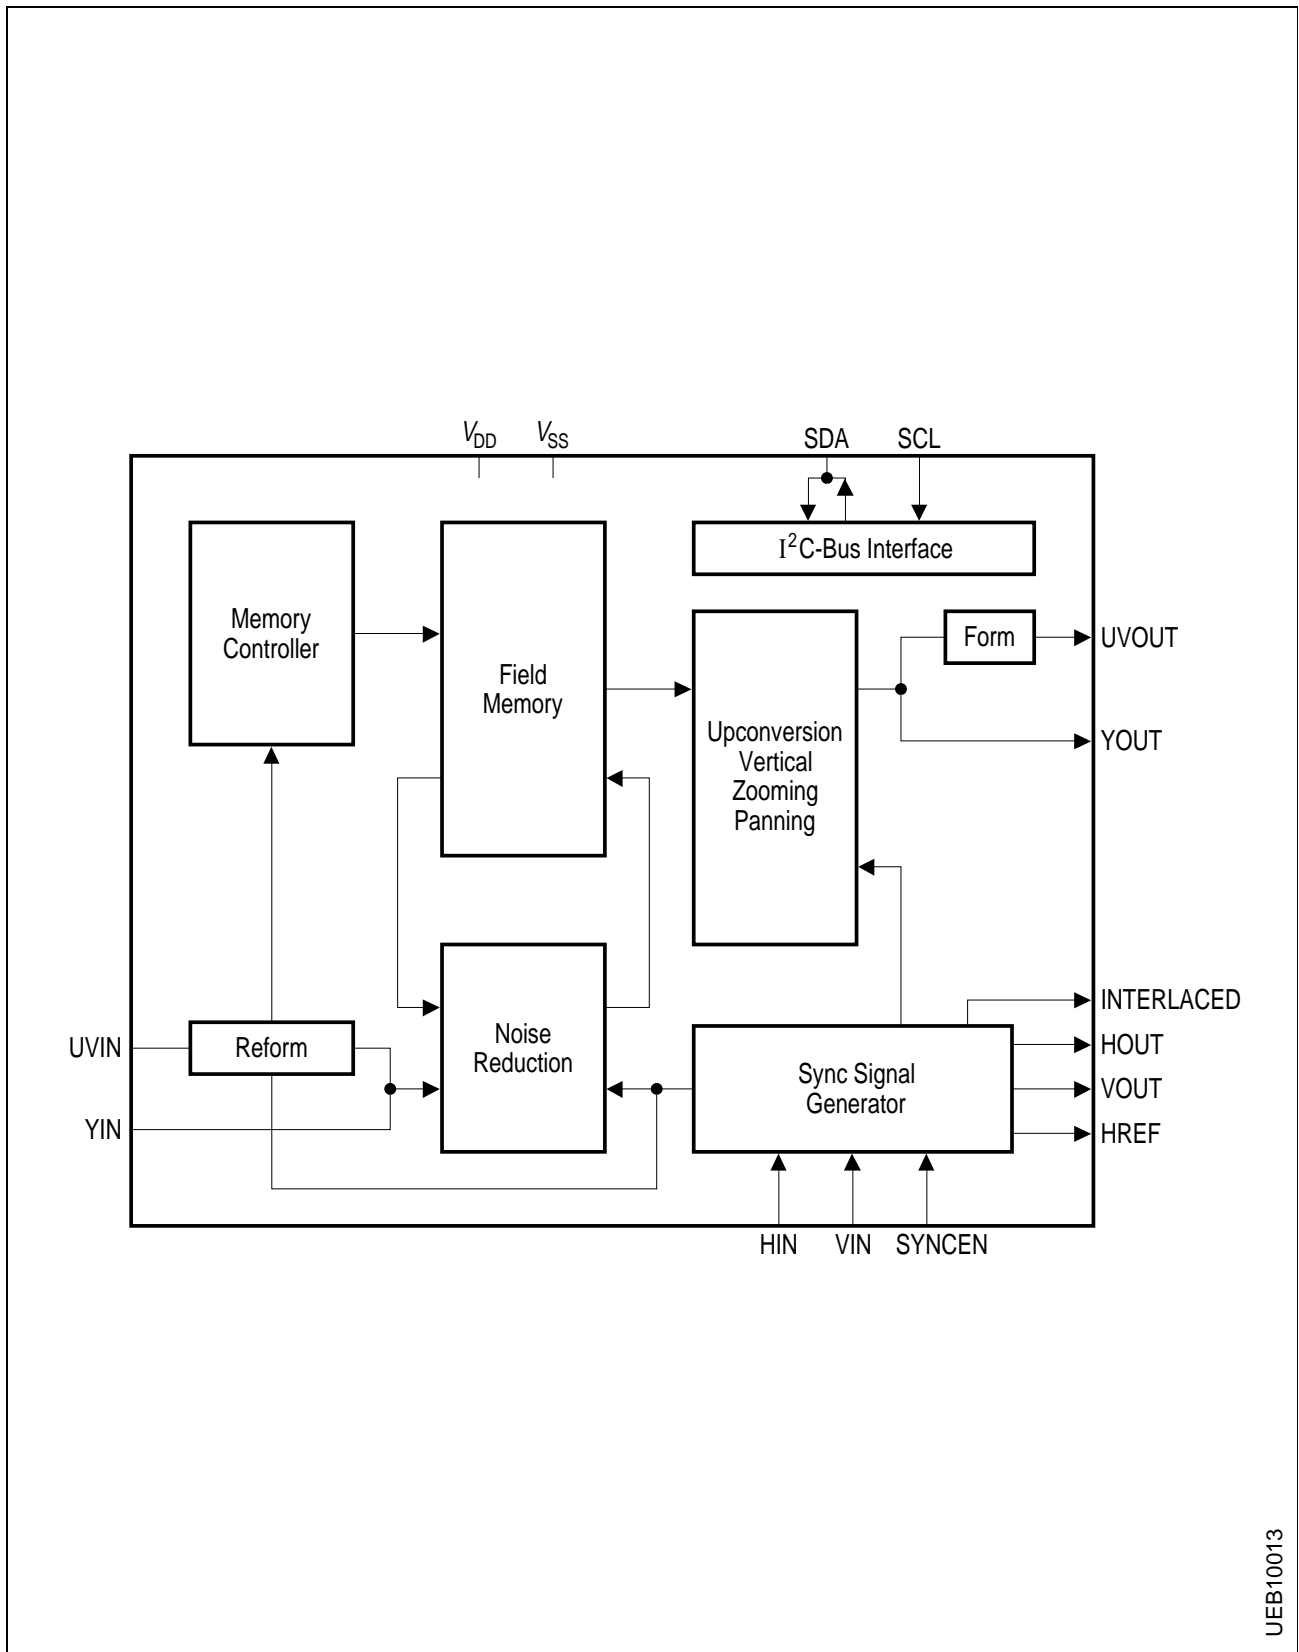 VDD VSS SDA SCL
I²C-Bus Interface
Memory
Controller
Field
Memory
Form
UVOUT
Upconversion
Vertical
Zooming
Panning
YOUT
INTERLACED
UVIN
Reform
Noise
Reduction
Sync Signal
Generator
HOUT
VOUT
YIN
HREF
HIN VIN SYNCEN
UEB10013